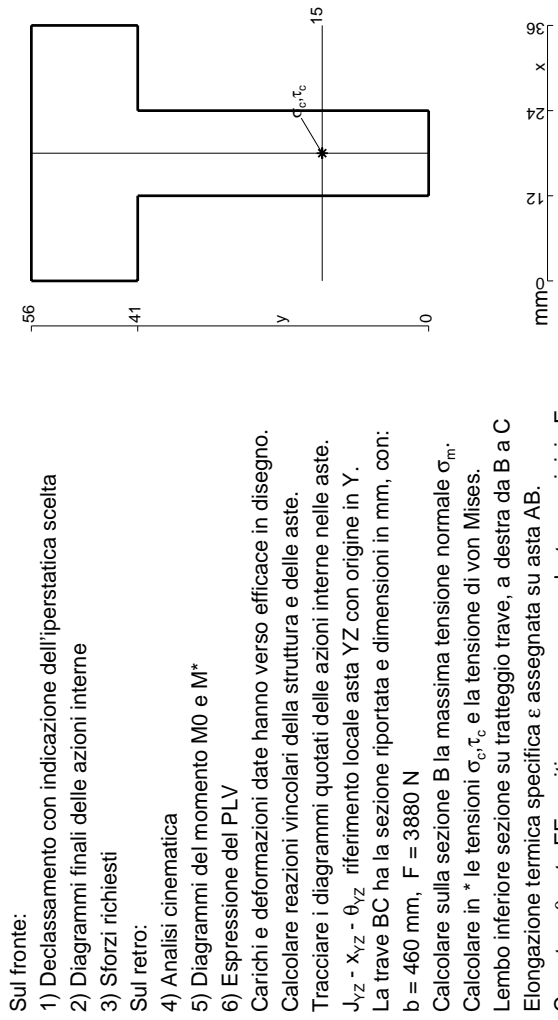 Sul fronte:
1) Declassamento con indicazione dell'iperstatica scelta
2) Diagrammi finali delle azioni interne
3) Sforzi richiesti
Sul retro:
4) Analisi cinematica
5) Diagrammi del momento M0 e M*
6) Espressione del PLV
Carichi e deformazioni date hanno verso efficace in disegno.
Calcolare reazioni vincolari della struttura e delle aste.
Tracciare i diagrammi quotati delle azioni interne nelle aste.
J_YZ - x_YZ - θ_YZ riferimento locale asta YZ con origine in Y.
La trave BC ha la sezione riportata e dimensioni in mm, con:
b = 460 mm, F = 3880 N
Calcolare sulla sezione B la massima tensione normale σ_m.
Calcolare in * le tensioni σ_c,τ_c e la tensione di von Mises.
Lembo inferiore sezione su tratteggio trave, a destra da B a C
Elongazione termica specifica ε assegnata su asta AB.
56
41
y
0
15
σ_c,τ_c
0
12
24
x
36
mm